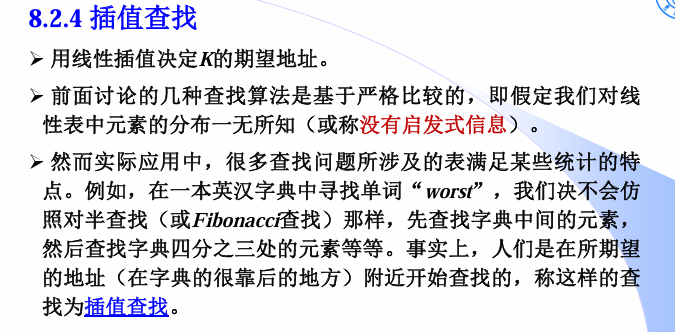 8.2.4 插值查找
➢ 用线性插值决定K的期望地址。
➢ 前面讨论的几种查找算法是基于严格比较的，即假定我们对线
性表中元素的分布一无所知（或称没有启发式信息）。
➢ 然而实际应用中，很多查找问题所涉及的表满足某些统计的特
点。例如，在一本英汉字典中寻找单词“worst”，我们决不会仿
照对半查找（或Fibonacci查找）那样，先查找字典中间的元素，
然后查找字典四分之三处的元素等等。事实上，人们是在所期望
的地址（在字典的很靠后的地方）附近开始查找的，称这样的查
找为插值查找。